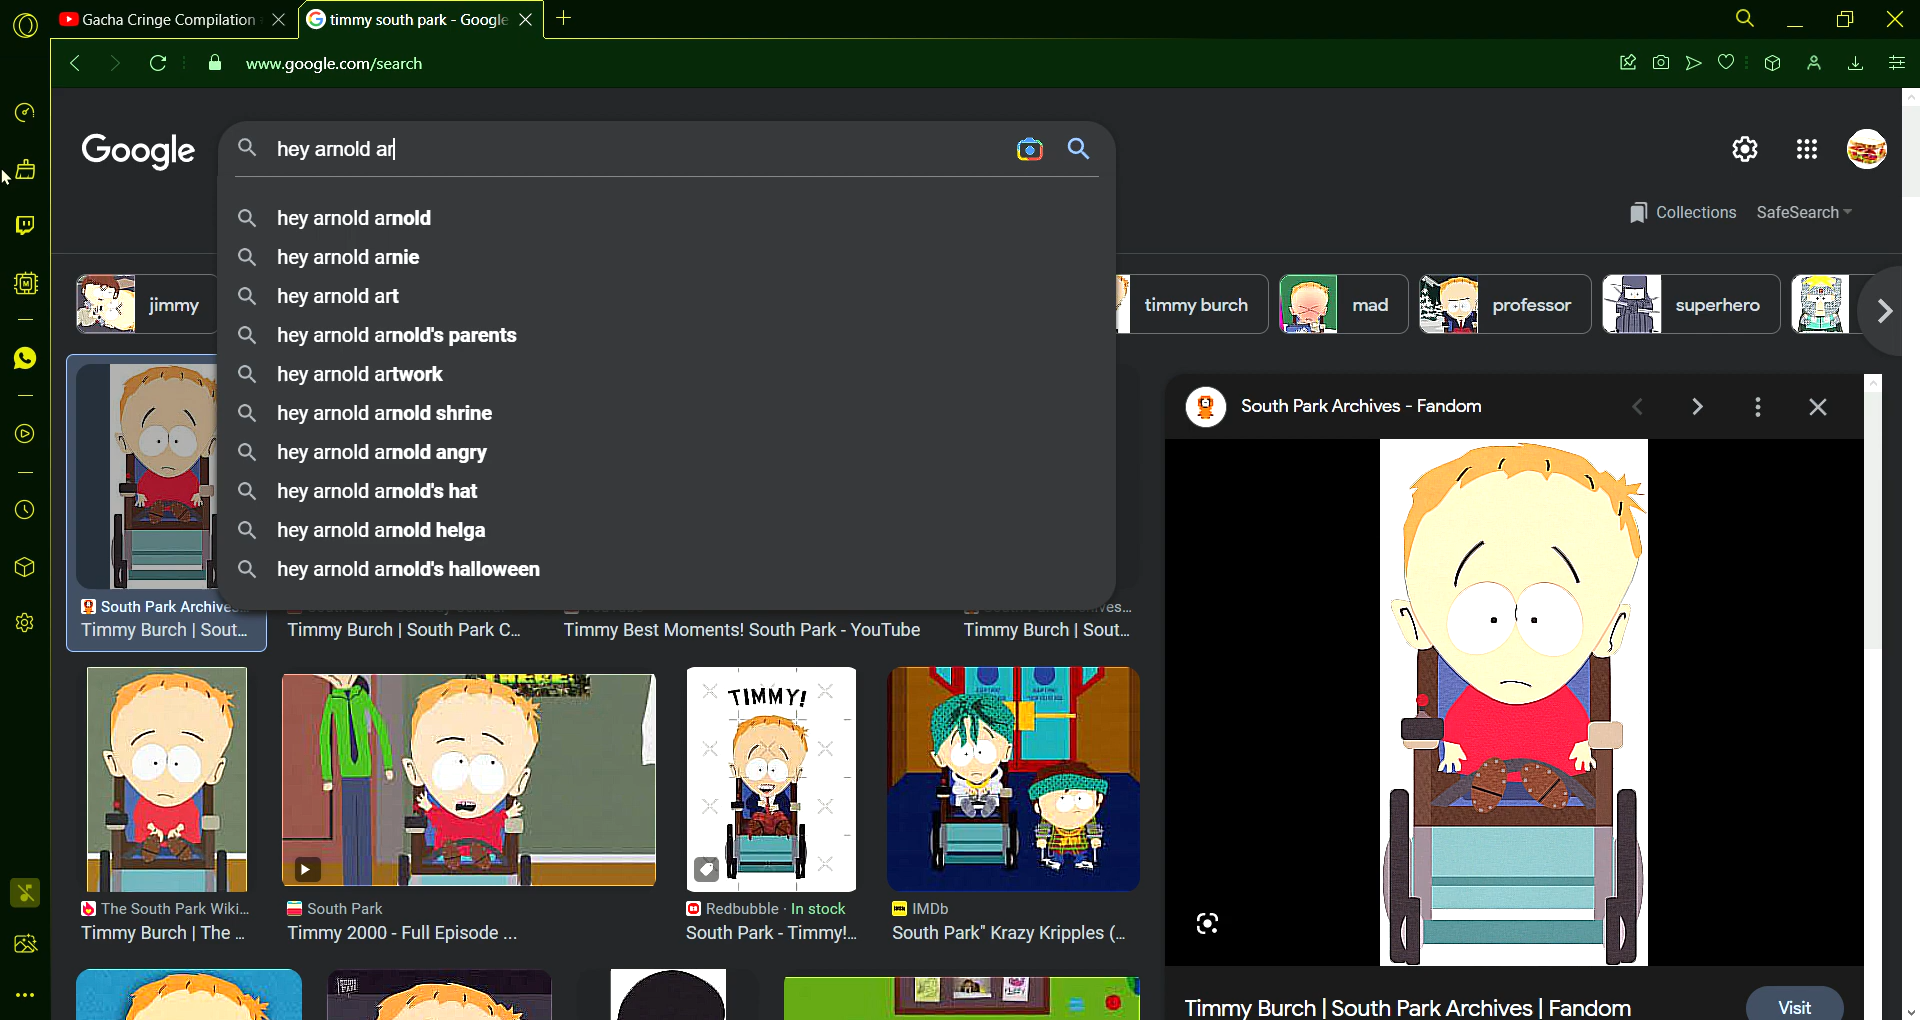 Gacha Cringe Compilation
timmy south park - Google
www.google.com/search
Google
hey arnold ar
hey arnold arnold
hey arnold arnie
hey arnold art
hey arnold arnold's parents
hey arnold artwork
hey arnold arnold shrine
hey arnold arnold angry
hey arnold arnold's hat
hey arnold arnold helga
hey arnold arnold's halloween
Collections SafeSearch
jimmy
timmy burch
mad
professor
superhero
South Park Archives - Fandom
South Park Archive...
Timmy Burch | Sout...
Timmy Burch | South Park C...
Timmy Best Moments! South Park - YouTube
Timmy Burch | Sout...
TIMMY!
The South Park Wiki...
Timmy Burch | The ...
South Park
Timmy 2000 - Full Episode ...
Redbubble · In stock
South Park - Timmy!...
IMDb
South Park" Krazy Kripples (...
Timmy Burch | South Park Archives | Fandom
Visit